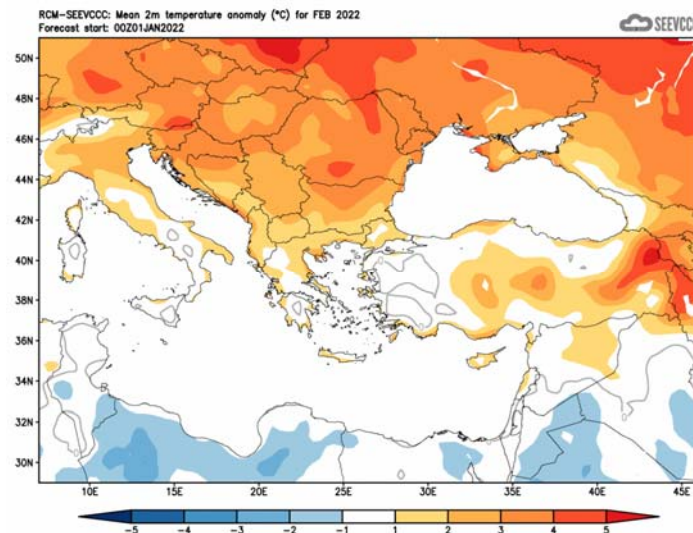 RCM-SEEVCCC: Mean 2m temperature anomaly (°C) for FEB 2022
Forecast start: 00Z01JAN2022
SEEVCCC
50N
48N
46N
44N
42N
40N
38N
36N
34N
32N
30N
10E 15E 20E 25E 30E 35E 40E 45E
-5 -4 -3 -2 -1 1 2 3 4 5